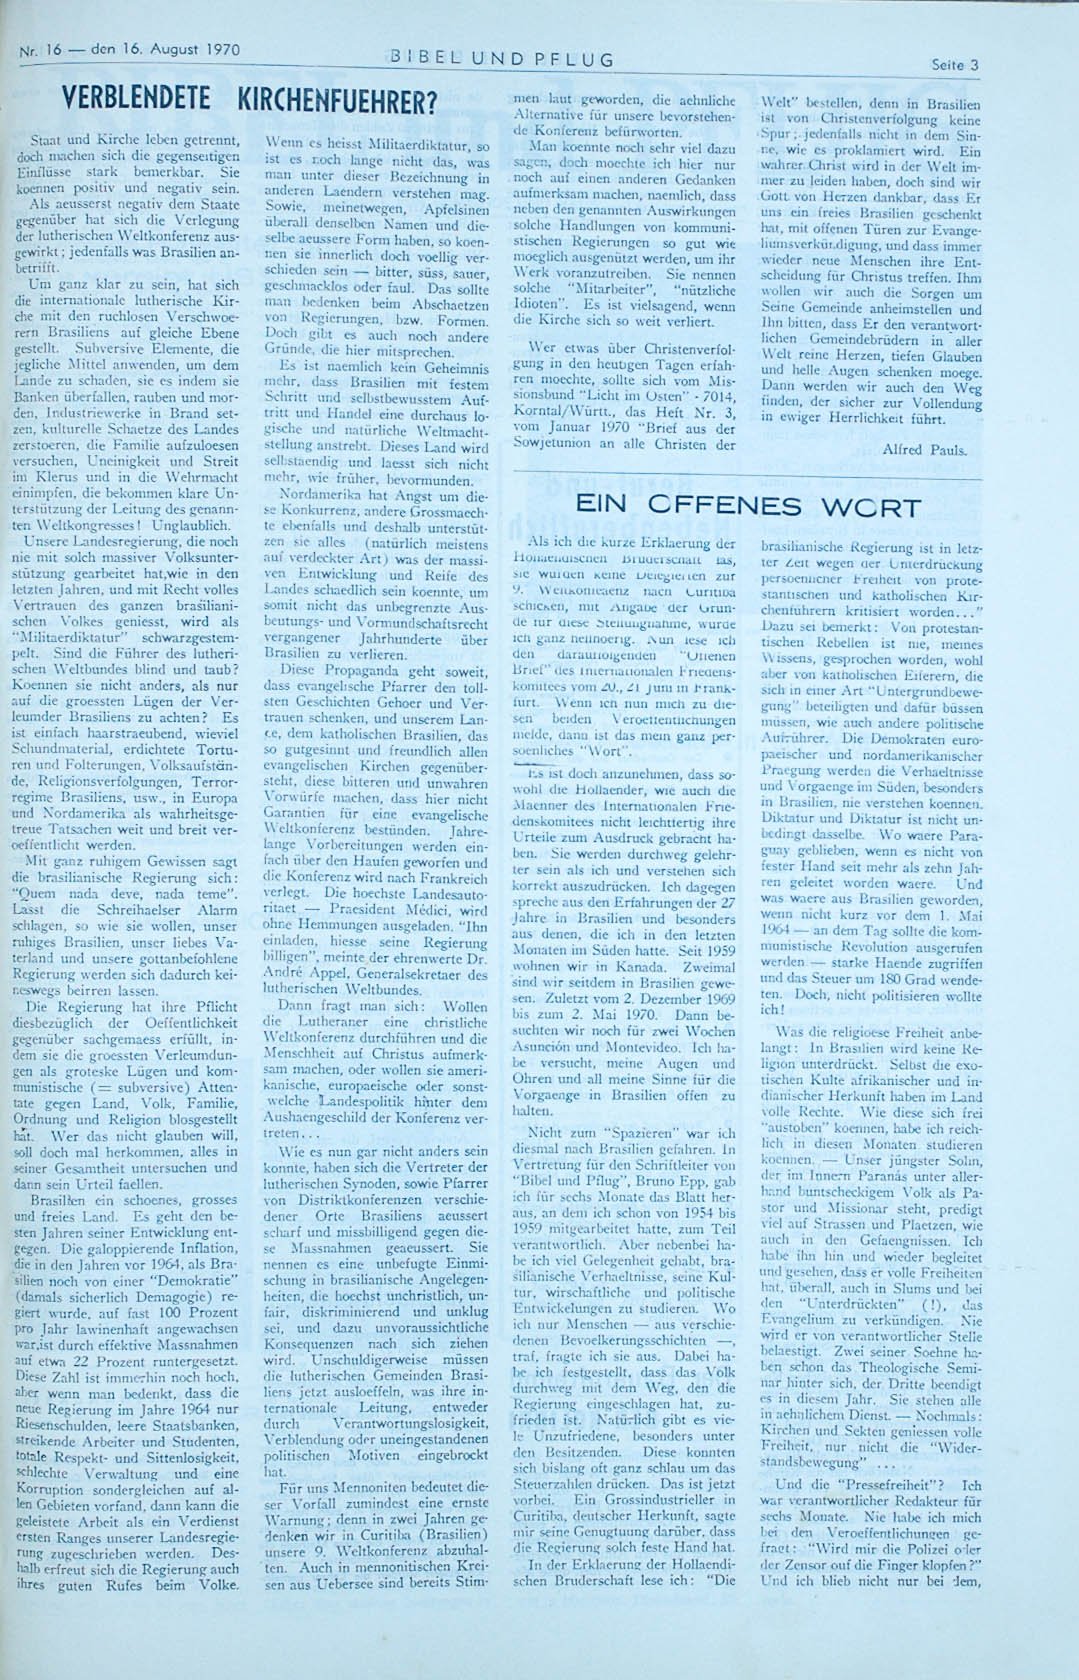 Nr. 16 — den 16. August 1970
BIBEL UND PFLUG
Seite 3
VERBLENDETE KIRCHENFUEHRER?
Staat und Kirche leben getrennt,
doch machen sich die gegenseitigen
Einflüsse stark bemerkbar. Sie
koennen positiv und negativ sein.
Als aeusserst negativ dem Staate
gegenüber hat sich die Verlegung
der lutherischen Weltkonferenz aus-
gewirkt; jedenfalls was Brasilien an-
betrifft.
Um ganz klar zu sein, hat sich
die internationale lutherische Kir-
che mit den ruchlosen Verschwoe-
rern Brasiliens auf gleiche Ebene
gestellt. Subversive Elemente, die
jegliche Mittel anwenden, um dem
Lande zu schaden, sie es indem sie
Banken überfallen, rauben und mor-
den, Industriewerke in Brand set-
zen, kulturelle Schaetze des Landes
zerstoeren, die Familie aufzuloesen
versuchen, Uneinigkeit und Streit
im Klerus und in die Wehrmacht
einimpfen, die bekommen klare Un-
terstützung der Leitung des genann-
ten Weltkongresses! Unglaublich.
Unsere Landesregierung, die noch
nie mit solch massiver Volksunter-
stützung gearbeitet hat,wie in den
letzten Jahren, und mit Recht volles
Vertrauen des ganzen brasiliani-
schen Volkes geniesst, wird als
"Militaerdiktatur" schwarzgestem-
pelt. Sind die Führer des lutheri-
schen Weltbundes blind und taub?
Koennen sie nicht anders, als nur
auf die groessten Lügen der Ver-
leumder Brasiliens zu achten? Es
ist einfach haarstraeubend, wieviel
Schundmaterial, erdichtete Tortu-
ren und Folterungen, Volksaufstän-
de, Religionsverfolgungen, Terror-
regime Brasiliens, usw., in Europa
und Nordamerika als wahrheitsge-
treue Tatsachen weit und breit ver-
oeffentlicht werden.
Mit ganz ruhigem Gewissen sagt
die brasilianische Regierung sich:
"Quem nada deve, nada teme".
Lasst die Schreihaelser Alarm
schlagen, so wie sie wollen, unser
ruhiges Brasilien, unser liebes Va-
terland und unsere gottanbefohlene
Regierung werden sich dadurch kei-
neswegs beirren lassen.
Die Regierung hat ihre Pflicht
diesbezüglich der Oeffentlichkeit
gegenüber sachgemaess erfüllt, in-
dem sie die groessten Verleumdun-
gen als groteske Lügen und kom-
munistische (= subversive) Atten-
tate gegen Land, Volk, Familie,
Ordnung und Religion blosgestellt
hat. Wer das nicht glauben will,
soll doch mal herkommen, alles in
seiner Gesamtheit untersuchen und
dann sein Urteil faellen.
Brasilien ein schoenes, grosses
und freies Land. Es geht den be-
sten Jahren seiner Entwicklung ent-
gegen. Die galoppierende Inflation,
die in den Jahren vor 1964, als Bra-
silien noch von einer "Demokratie"
(damals sicherlich Demagogie) re-
giert wurde, auf fast 100 Prozent
pro Jahr lawinenhaft angewachsen
war,ist durch effektive Massnahmen
auf etwa 22 Prozent runtergesetzt.
Diese Zahl ist immerhin noch hoch,
aber wenn man bedenkt, dass die
neue Regierung im Jahre 1964 nur
Riesenschulden, leere Staatsbanken,
streikende Arbeiter und Studenten,
totale Respekt- und Sittenlosigkeit,
schlechte Verwaltung und eine
Korruption sondergleichen auf al-
len Gebieten vorfand, dann kann die
geleistete Arbeit als ein Verdienst
ersten Ranges unserer Landesregie-
rung zugeschrieben werden. Des-
halb erfreut sich die Regierung auch
ihres guten Rufes beim Volke.
Wenn es heisst Militaerdiktatur, so
ist es noch lange nicht das, was
man unter dieser Bezeichnung in
anderen Laendern verstehen mag.
Sowie, meinetwegen, Apfelsinen
überall denselben Namen und die-
selbe aeussere Form haben, so koen-
nen sie innerlich doch voellig ver-
schieden sein — bitter, süss, sauer,
geschmacklos oder faul. Das sollte
man bedenken beim Abschaetzen
von Regierungen, bzw. Formen.
Doch gibt es auch noch andere
Gründe, die hier mitsprechen.
Es ist naemlich kein Geheimnis
mehr, dass Brasilien mit festem
Schritt und selbstbewusstem Auf-
tritt und Handel eine durchaus lo-
gische und natürliche Weltmacht-
stellung anstrebt. Dieses Land wird
selbstaendig und laesst sich nicht
mehr, wie früher, bevormunden.
Nordamerika hat Angst um die-
se Konkurrenz, andere Grossmaech-
te ebenfalls und deshalb unterstüt-
zen sie alles (natürlich meistens
auf verdeckter Art) was der massi-
ven Entwicklung und Reife des
Landes schaedlich sein koennte, um
somit nicht das unbegrenzte Aus-
beutungs- und Vormundschaftsrecht
vergangener Jahrhunderte über
Brasilien zu verlieren.
Diese Propaganda geht soweit,
dass evangelische Pfarrer den toll-
sten Geschichten Gehoer und Ver-
trauen schenken, und unserem Lan-
ce, dem katholischen Brasilien, das
so gutgesinnt und freundlich allen
evangelischen Kirchen gegenüber-
steht, diese bitteren und unwahren
Vorwürfe machen, dass hier nicht
Garantien für eine evangelische
Weltkonferenz bestünden. Jahre-
lange Vorbereitungen werden ein-
fach über den Haufen geworfen und
die Konferenz wird nach Frankreich
verlegt. Die hoechste Landesauto-
ritaet — Praesident Médici, wird
ohne Hemmungen ausgeladen. "Ihn
einladen, hiesse seine Regierung
billigen", meinte der ehrenwerte Dr.
André Appel, Generalsekretaer des
lutherischen Weltbundes.
Dann fragt man sich: Wollen
die Lutheraner eine christliche
Weltkonferenz durchführen und die
Menschheit auf Christus aufmerk-
sam machen, oder wollen sie ameri-
kanische, europaeische oder sonst-
welche Landespolitik hinter dem
Aushaengeschild der Konferenz ver-
treten...
Wie es nun gar nicht anders sein
konnte, haben sich die Vertreter der
lutherischen Synoden, sowie Pfarrer
von Distriktkonferenzen verschie-
dener Orte Brasiliens aeussert
scharf und missbilligend gegen die-
se Massnahmen geaeussert. Sie
nennen es eine unbefugte Einmi-
schung in brasilianische Angelegen-
heiten, die hoechst unchristlich, un-
fair, diskriminierend und unklug
sei, und dazu unvoraussichtliche
Konsequenzen nach sich ziehen
wird. Unschuldigerweise müssen
die lutherischen Gemeinden Brasi-
liens jetzt ausloeffeln, was ihre in-
ternationale Leitung, entweder
durch Verantwortungslosigkeit,
Verblendung oder uneingestandenen
politischen Motiven eingebrockt
hat.
Für uns Mennoniten bedeutet die-
ser Vorfall zumindest eine ernste
Warnung; denn in zwei Jahren ge-
denken wir in Curitiba (Brasilien)
unsere 9. Weltkonferenz abzuhal-
ten. Auch in mennonitischen Krei-
sen aus Uebersee sind bereits Stim-
men laut geworden, die aehnliche
Alternative für unsere bevorstehen-
de Konferenz befürworten.
Man koennte noch sehr viel dazu
sagen, doch moechte ich hier nur
noch auf einen anderen Gedanken
aufmerksam machen, naemlich, dass
neben den genannten Auswirkungen
solche Handlungen von kommuni-
stischen Regierungen so gut wie
moeglich ausgenützt werden, um ihr
Werk voranzutreiben. Sie nennen
solche "Mitarbeiter", "nützliche
Idioten". Es ist vielsagend, wenn
die Kirche sich so weit verliert.
Wer etwas über Christenverfol-
gung in den heutigen Tagen erfah-
ren moechte, sollte sich vom Mis-
sionsbund "Licht im Osten" - 7014,
Korntal/Württ., das Heft Nr. 3,
vom Januar 1970 "Brief aus der
Sowjetunion an alle Christen der
Welt" bestellen, denn in Brasilien
ist von Christenverfolgung keine
Spur; jedenfalls nicht in dem Sin-
ne, wie es proklamiert wird. Ein
wahrer Christ wird in der Welt im-
mer zu leiden haben, doch sind wir
Gott von Herzen dankbar, dass Er
uns ein freies Brasilien geschenkt
hat, mit offenen Türen zur Evange-
liumsverkündigung, und dass immer
wieder neue Menschen ihre Ent-
scheidung für Christus treffen. Ihm
wollen wir auch die Sorgen um
Seine Gemeinde anheimstellen und
Ihn bitten, dass Er den verantwort-
lichen Gemeindebrüdern in aller
Welt reine Herzen, tiefen Glauben
und helle Augen schenken moege.
Dann werden wir auch den Weg
finden, der sicher zur Vollendung
in ewiger Herrlichkeit führt.
Alfred Pauls.
EIN OFFENES WORT
Als ich die kurze Erklaerung der
Hollaendischen Bruderschaft las,
sie würden keine Delegierten zur
9. Weltkonferenz nach Curitiba
schicken, mit Angabe der Grün-
de für diese Stellungnahme, wurde
ich ganz hellhoerig. Nun lese ich
den darauffolgenden "Offenen
Brief" des Internationalen Friedens-
komitees vom 20., 21 Juni in Frank-
furt. Wenn ich nun mich zu die-
sen beiden Veroeffentlichungen
melde, dann ist das mein ganz per-
soenliches "Wort".
Es ist doch anzunehmen, dass so-
wohl die Hollaender, wie auch die
Maenner des Internationalen Frie-
denskomitees nicht leichtfertig ihre
Urteile zum Ausdruck gebracht ha-
ben. Sie werden durchweg gelehr-
ter sein als ich und verstehen sich
korrekt auszudrücken. Ich dagegen
spreche aus den Erfahrungen der 27
Jahre in Brasilien und besonders
aus denen, die ich in den letzten
Monaten im Süden hatte. Seit 1959
wohnen wir in Kanada. Zweimal
sind wir seitdem in Brasilien gewe-
sen. Zuletzt vom 2. Dezember 1969
bis zum 2. Mai 1970. Dann be-
suchten wir noch für zwei Wochen
Asunción und Montevideo. Ich ha-
be versucht, meine Augen und
Ohren und all meine Sinne für die
Vorgaenge in Brasilien offen zu
halten.
Nicht zum "Spazieren" war ich
diesmal nach Brasilien gefahren. In
Vertretung für den Schriftleiter von
"Bibel und Pflug", Bruno Epp, gab
ich für sechs Monate das Blatt her-
aus, an dem ich schon von 1954 bis
1959 mitgearbeitet hatte, zum Teil
verantwortlich. Aber nebenbei ha-
be ich viel Gelegenheit gehabt, bra-
silianische Verhaeltnisse, seine Kul-
tur, wirschaftliche und politische
Entwickelungen zu studieren. Wo
ich nur Menschen — aus verschie-
denen Bevoelkerungsschichten —,
traf, fragte ich sie aus. Dabei ha-
be ich festgestellt, dass das Volk
durchweg mit dem Weg, den die
Regierung eingeschlagen hat, zu-
frieden ist. Natürlich gibt es vie-
le Unzufriedene, besonders unter
den Besitzenden. Diese konnten
sich bislang oft ganz schlau um das
Steuerzahlen drücken. Das ist jetzt
vorbei. Ein Grossindustrieller in
Curitiba, deutscher Herkunft, sagte
mir seine Genugtuung darüber, dass
die Regierung solch feste Hand hat.
In der Erklaerung der Hollaendi-
schen Bruderschaft lese ich: "Die
brasilianische Regierung ist in letz-
ter Zeit wegen der Unterdrückung
persoenlicher Freiheit von prote-
stantischen und katholischen Kir-
chenführern kritisiert worden..."
Dazu sei bemerkt: Von protestan-
tischen Rebellen ist nie, meines
Wissens, gesprochen worden, wohl
aber von katholischen Eiferern, die
sich in einer Art "Untergrundbewe-
gung" beteiligten und dafür büssen
müssen, wie auch andere politische
Aufrührer. Die Demokraten euro-
paeischer und nordamerikanischer
Praegung werden die Verhaeltnisse
und Vorgaenge im Süden, besonders
in Brasilien, nie verstehen koennen.
Diktatur und Diktatur ist nicht un-
bedingt dasselbe. Wo waere Para-
guay geblieben, wenn es nicht von
fester Hand seit mehr als zehn Jah-
ren geleitet worden waere. Und
was waere aus Brasilien geworden,
wenn nicht kurz vor dem 1. Mai
1964 — an dem Tag sollte die kom-
munistische Revolution ausgerufen
werden — starke Haende zugriffen
und das Steuer um 180 Grad wende-
ten. Doch, nicht politisieren wollte
ich!
Was die religioese Freiheit anbe-
langt: In Brasilien wird keine Re-
ligion unterdrückt. Selbst die exo-
tischen Kulte afrikanischer und in-
dianischer Herkunft haben im Land
volle Rechte. Wie diese sich frei
"austoben" koennen, habe ich reich-
lich in diesen Monaten studieren
koennen. — Unser jüngster Sohn,
der im Innern Paranás unter aller-
hand buntscheckigem Volk als Pa-
stor und Missionar steht, predigt
viel auf Strassen und Plaetzen, wie
auch in den Gefaengnissen. Ich
habe ihn hin und wieder begleitet
und gesehen, dass er volle Freiheiten
hat, überall, auch in Slums und bei
den "Unterdrückten" (!), das
Evangelium zu verkündigen. Nie
wird er von verantwortlicher Stelle
belaestigt. Zwei seiner Soehne ha-
ben schon das Theologische Semi-
nar hinter sich, der Dritte beendigt
es in diesem Jahr. Sie stehen alle
in aehnlichem Dienst. — Nochmals:
Kirchen und Sekten geniessen volle
Freiheit, nur nicht die "Wider-
standsbewegung" ...
Und die "Pressefreiheit"? Ich
war verantwortlicher Redakteur für
sechs Monate. Nie habe ich mich
bei den Veroeffentlichungen ge-
fragt: "Wird mir die Polizei oder
der Zensor ouf die Finger klopfen?"
Und ich blieb nicht nur bei dem,